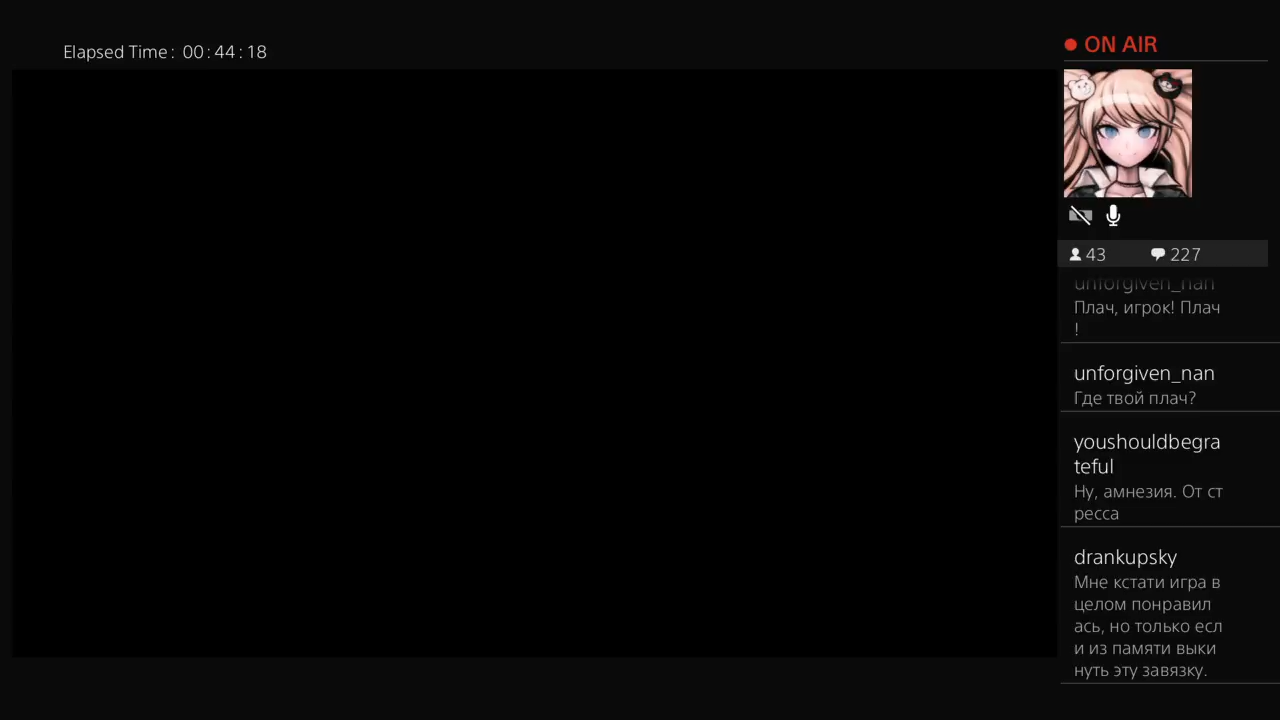 Elapsed Time: 00:44:18
ON AIR
43 227
unforgiven_nan
Плач, игрок! Плач
!
unforgiven_nan
Где твой плач?
youshouldbegra
teful
Ну, амнезия. От ст
ресса
drankupsky
Мне кстати игра в
целом понравил
ась, но только есл
и из памяти выки
нуть эту завязку.